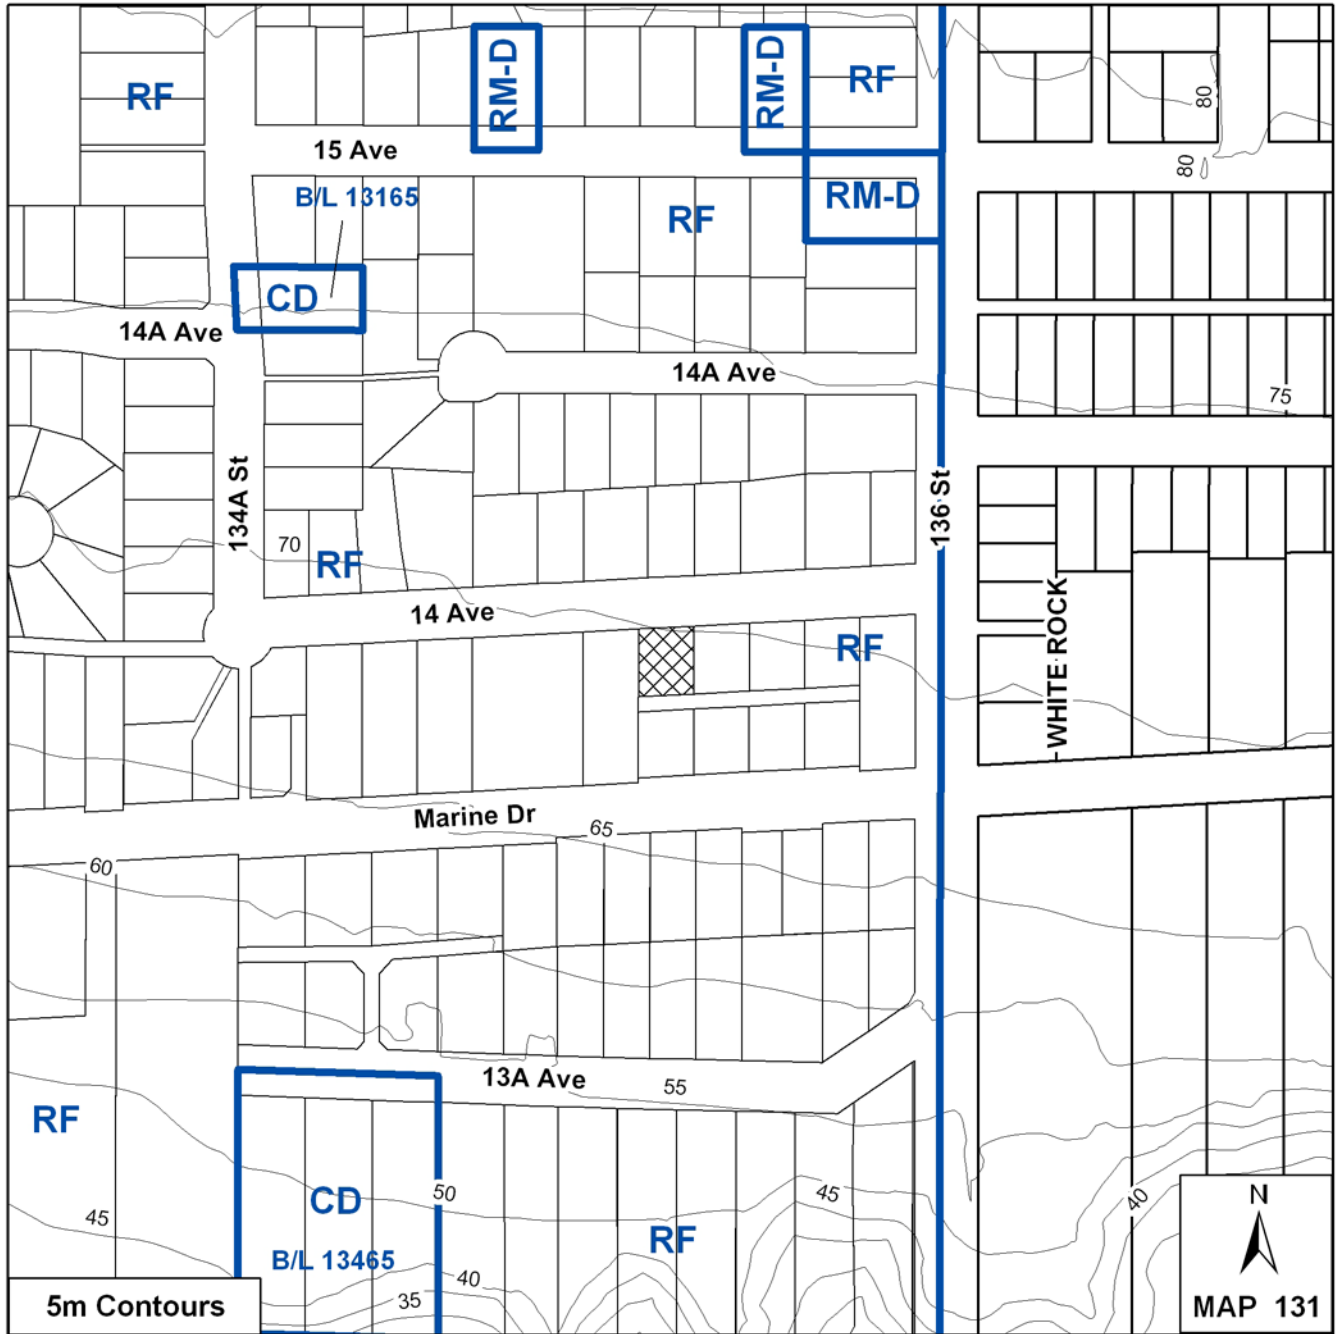 RF
RM-D
RM-D
RF
80
15 Ave
80
B/L 13165
RF
RM-D
CD
14A Ave
14A Ave
75
134A St
136 St
70
RF
14 Ave
RF
WHITE ROCK
Marine Dr
65
60
13A Ave
55
RF
CD
50
45
40
N
45
RF
B/L 13465
40
35
5m Contours
MAP 131